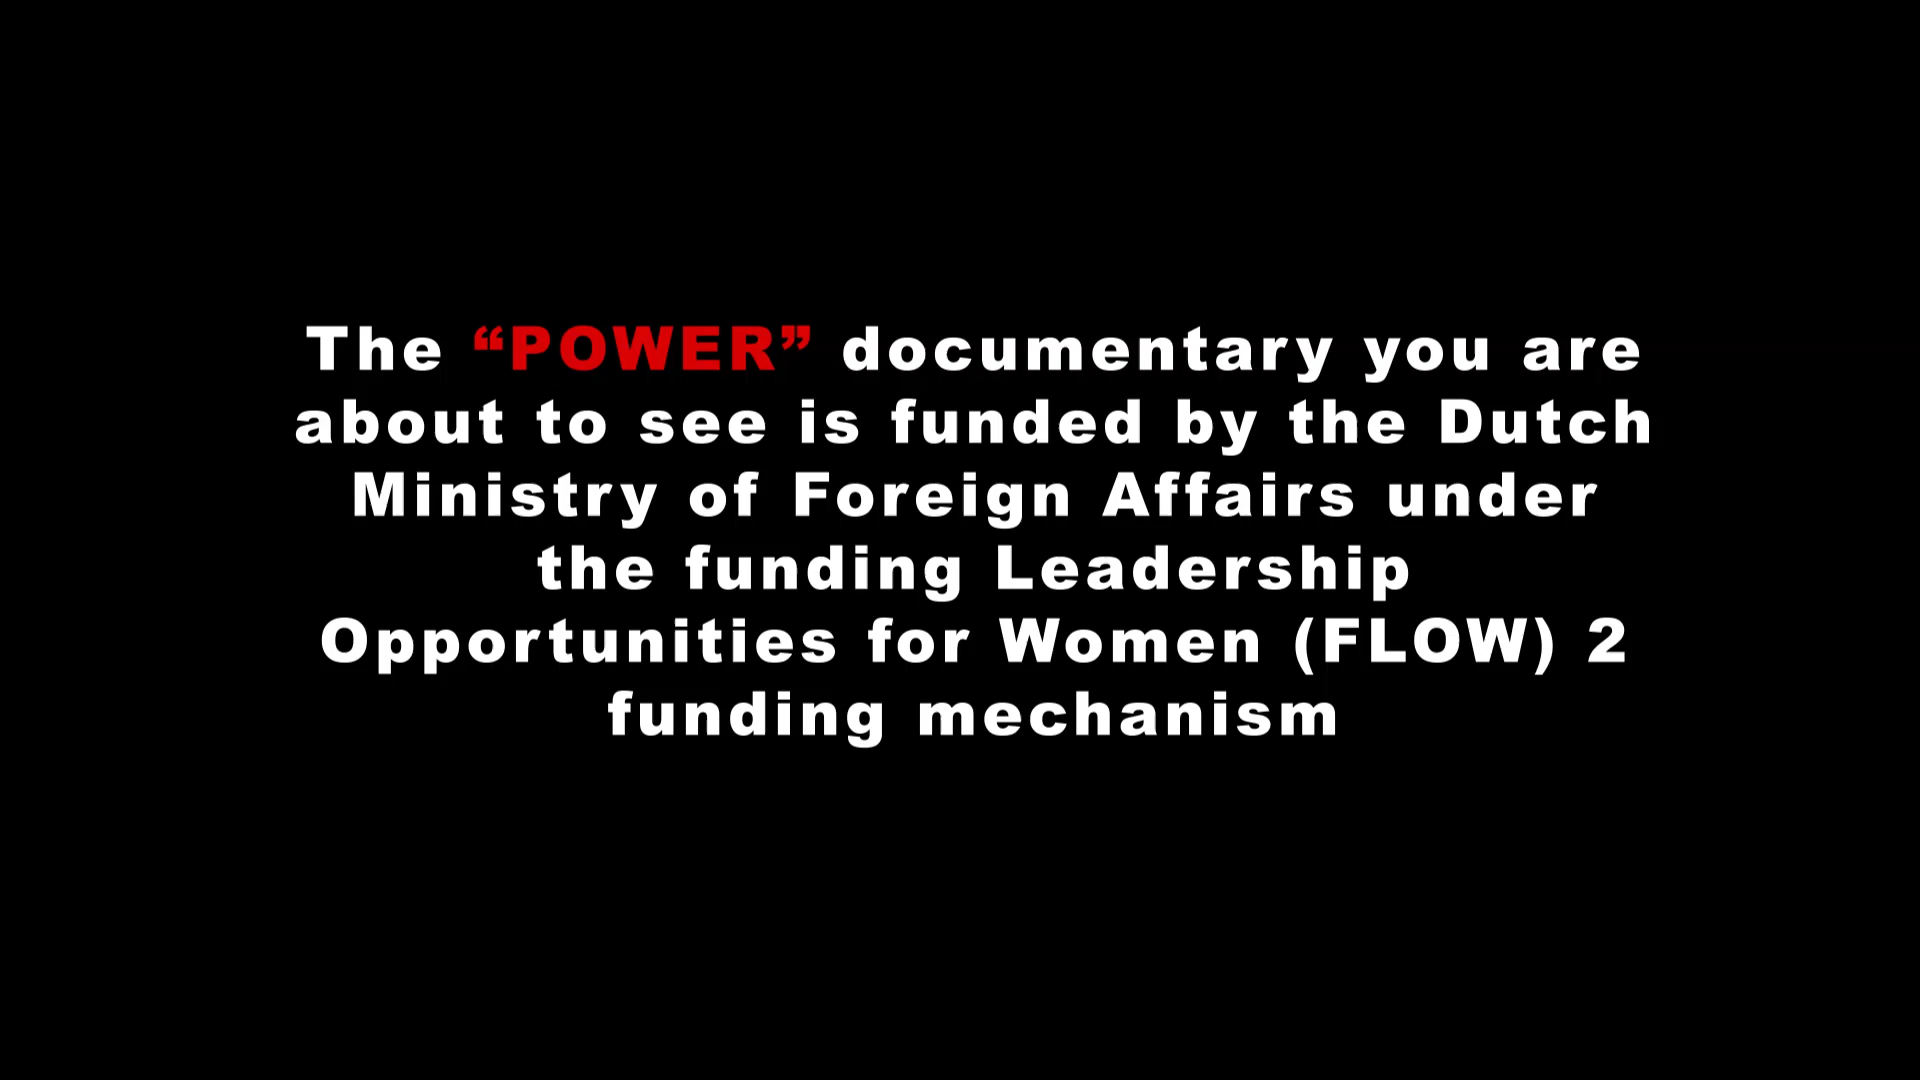 The “POWER” documentary you are
about to see is funded by the Dutch
Ministry of Foreign Affairs under
the funding Leadership
Opportunities for Women (FLOW) 2
funding mechanism